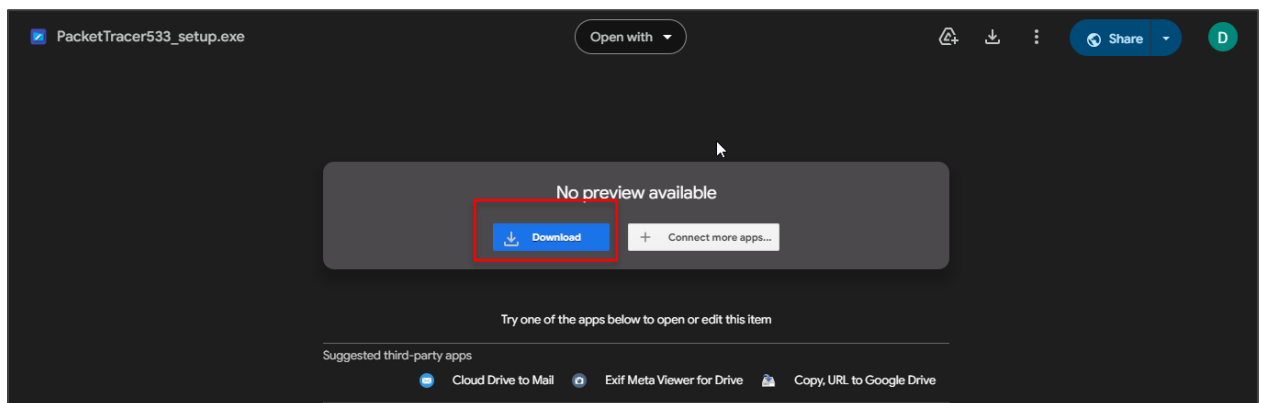 PacketTracer533_setup.exe
Open with
Share
D
No preview available
Download
Connect more apps...
Try one of the apps below to open or edit this item
Suggested third-party apps
Cloud Drive to Mail
Exif Meta Viewer for Drive
Copy, URL to Google Drive